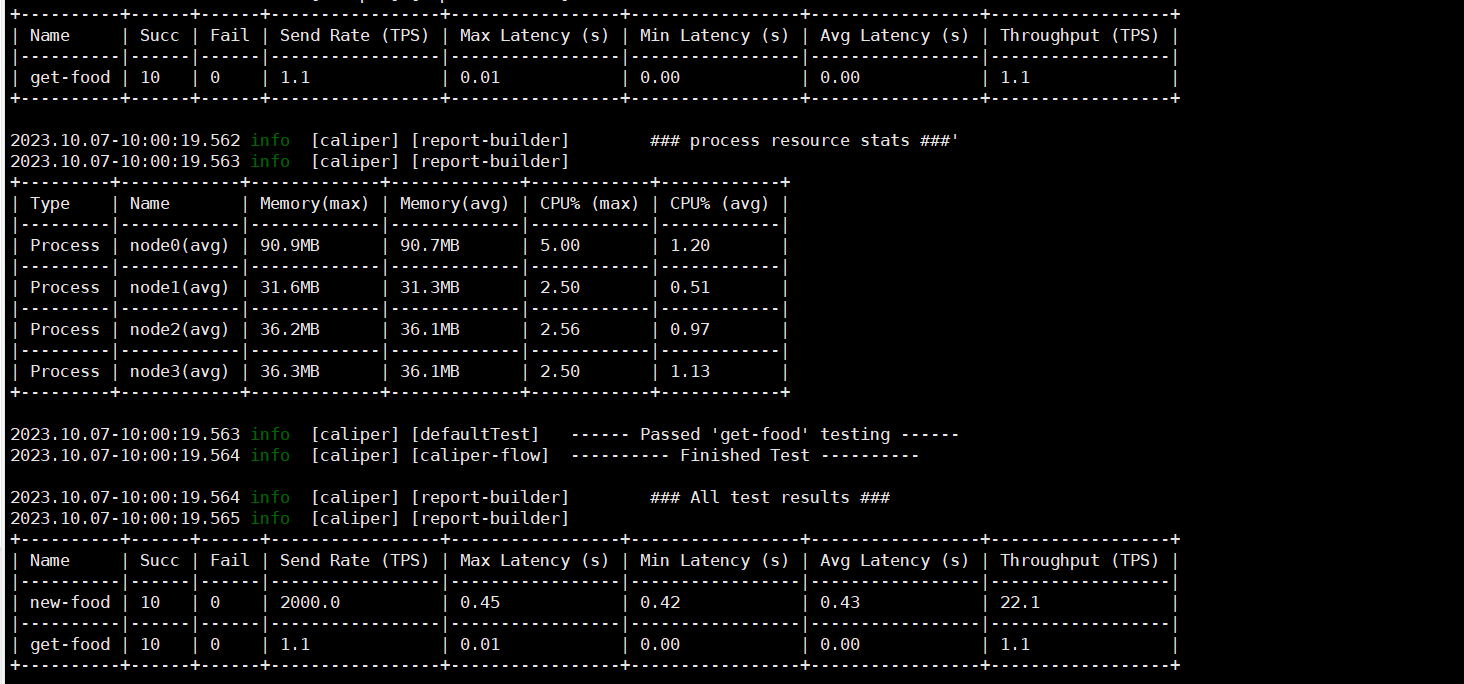 +----------+------+------+-----------------+-----------------+-----------------+-----------------+------------------+
| Name     | Succ | Fail | Send Rate (TPS) | Max Latency (s) | Min Latency (s) | Avg Latency (s) | Throughput (TPS) |
|----------|------|------|-----------------|-----------------|-----------------|-----------------|------------------|
| get-food | 10   | 0    | 1.1             | 0.01            | 0.00            | 0.00            | 1.1              |
+----------+------+------+-----------------+-----------------+-----------------+-----------------+------------------+
2023.10.07-10:00:19.562 info  [caliper] [report-builder]        ### process resource stats ###'
2023.10.07-10:00:19.563 info  [caliper] [report-builder]
+---------+------------+-------------+-------------+------------+------------+
| Type    | Name       | Memory(max) | Memory(avg) | CPU% (max) | CPU% (avg) |
|---------|------------|-------------|-------------|------------|------------|
| Process | node0(avg) | 90.9MB      | 90.7MB      | 5.00       | 1.20       |
|---------|------------|-------------|-------------|------------|------------|
| Process | node1(avg) | 31.6MB      | 31.3MB      | 2.50       | 0.51       |
|---------|------------|-------------|-------------|------------|------------|
| Process | node2(avg) | 36.2MB      | 36.1MB      | 2.56       | 0.97       |
|---------|------------|-------------|-------------|------------|------------|
| Process | node3(avg) | 36.3MB      | 36.1MB      | 2.50       | 1.13       |
+---------+------------+-------------+-------------+------------+------------+
2023.10.07-10:00:19.563 info  [caliper] [defaultTest]   ------ Passed 'get-food' testing ------
2023.10.07-10:00:19.564 info  [caliper] [caliper-flow]  ---------- Finished Test ----------
2023.10.07-10:00:19.564 info  [caliper] [report-builder]        ### All test results ###
2023.10.07-10:00:19.565 info  [caliper] [report-builder]
+----------+------+------+-----------------+-----------------+-----------------+-----------------+------------------+
| Name     | Succ | Fail | Send Rate (TPS) | Max Latency (s) | Min Latency (s) | Avg Latency (s) | Throughput (TPS) |
|----------|------|------|-----------------|-----------------|-----------------|-----------------|------------------|
| new-food | 10   | 0    | 2000.0          | 0.45            | 0.42            | 0.43            | 22.1             |
|----------|------|------|-----------------|-----------------|-----------------|-----------------|------------------|
| get-food | 10   | 0    | 1.1             | 0.01            | 0.00            | 0.00            | 1.1              |
+----------+------+------+-----------------+-----------------+-----------------+-----------------+------------------+